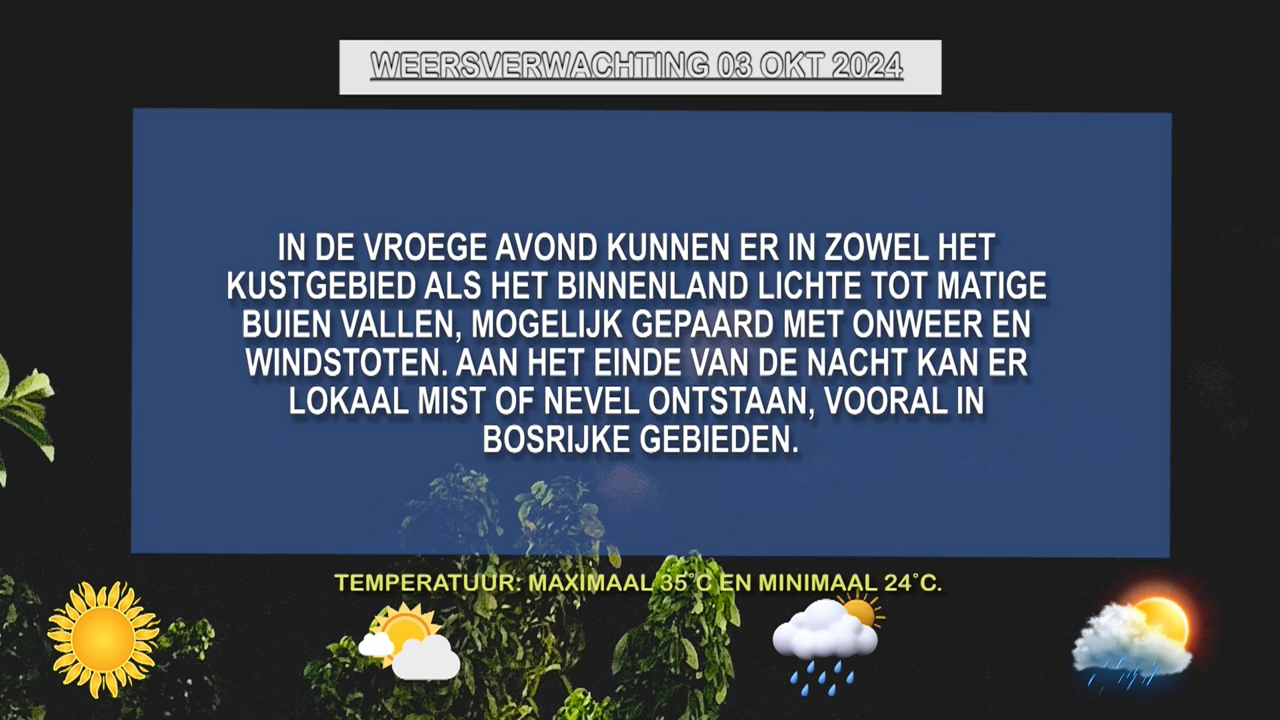 WEERSVERWACHTING 03 OKT 2024
IN DE VROEGE AVOND KUNNEN ER IN ZOWEL HET
KUSTGEBIED ALS HET BINNENLAND LICHTE TOT MATIGE
BUIEN VALLEN, MOGELIJK GEPAARD MET ONWEER EN
WINDSTOTEN. AAN HET EINDE VAN DE NACHT KAN ER
LOKAAL MIST OF NEVEL ONTSTAAN, VOORAL IN
BOSRIJKE GEBIEDEN.
TEMPERATUUR: MAXIMAAL 35°C EN MINIMAAL 24°C.